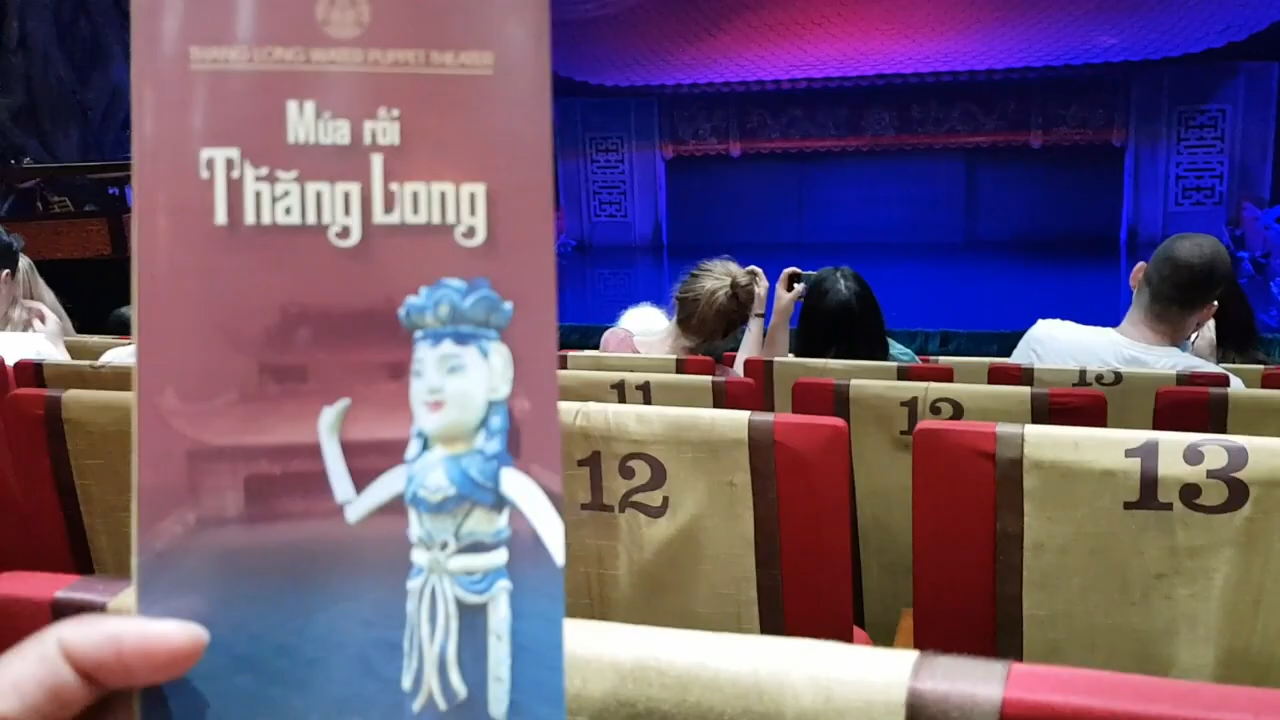 THANG LONG WATER PUPPET THEATER
Múa rối
Thăng Long
11
12
13
12
13